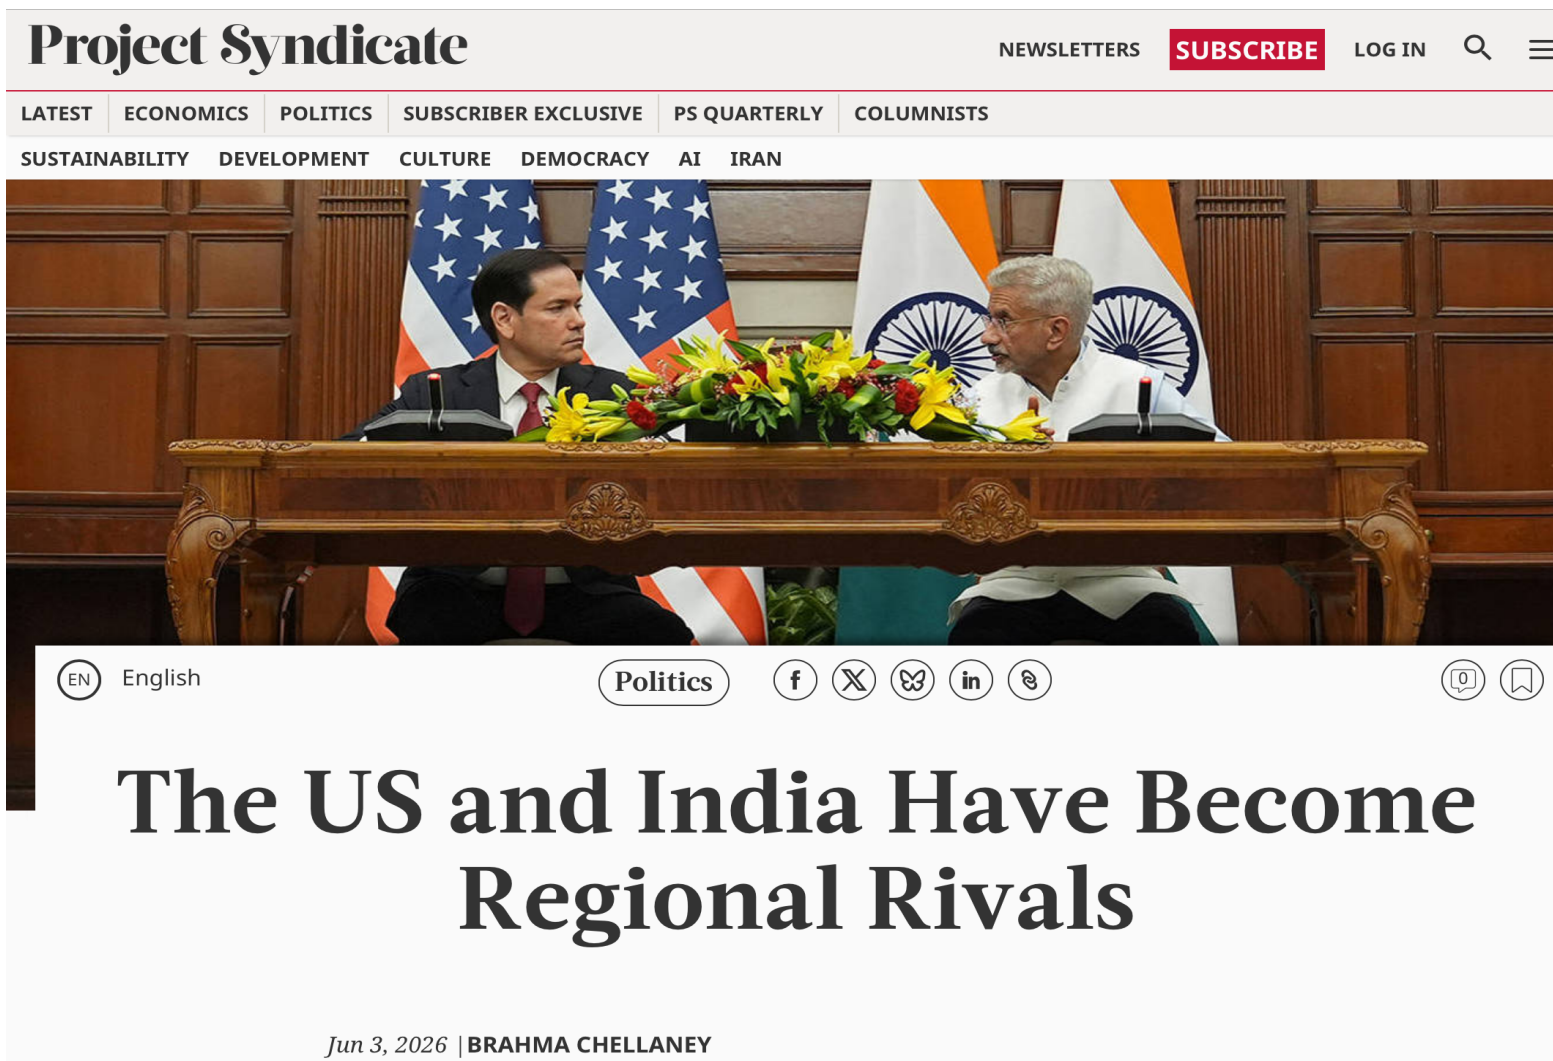 Project Syndicate
NEWSLETTERS SUBSCRIBE LOG IN
LATEST ECONOMICS POLITICS SUBSCRIBER EXCLUSIVE PS QUARTERLY COLUMNISTS
SUSTAINABILITY DEVELOPMENT CULTURE DEMOCRACY AI IRAN
EN English Politics f X in 0
The US and India Have Become
Regional Rivals
Jun 3, 2026 | BRAHMA CHELLANEY